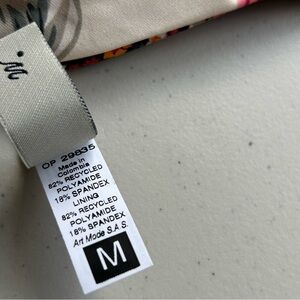 OP 29835
Made in
Colombia
82% RECYCLED
POLYAMIDE
18% SPANDEX
LINING
82% RECYCLED
POLYAMIDE
18% SPANDEX
Art Mode S.A.S.
M